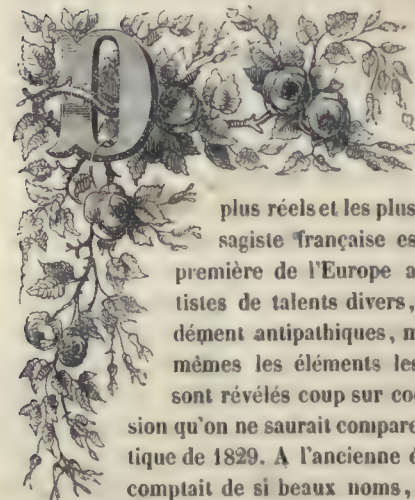 D
plus réels et les plus
sagiste française es
première de l'Europe a
tistes de talents divers,
dément antipathiques, m
mêmes les éléments les
sont révélés coup sur co
sion qu'on ne saurait compare
tique de 1829. A l'ancienne é
comptait de si beaux noms,